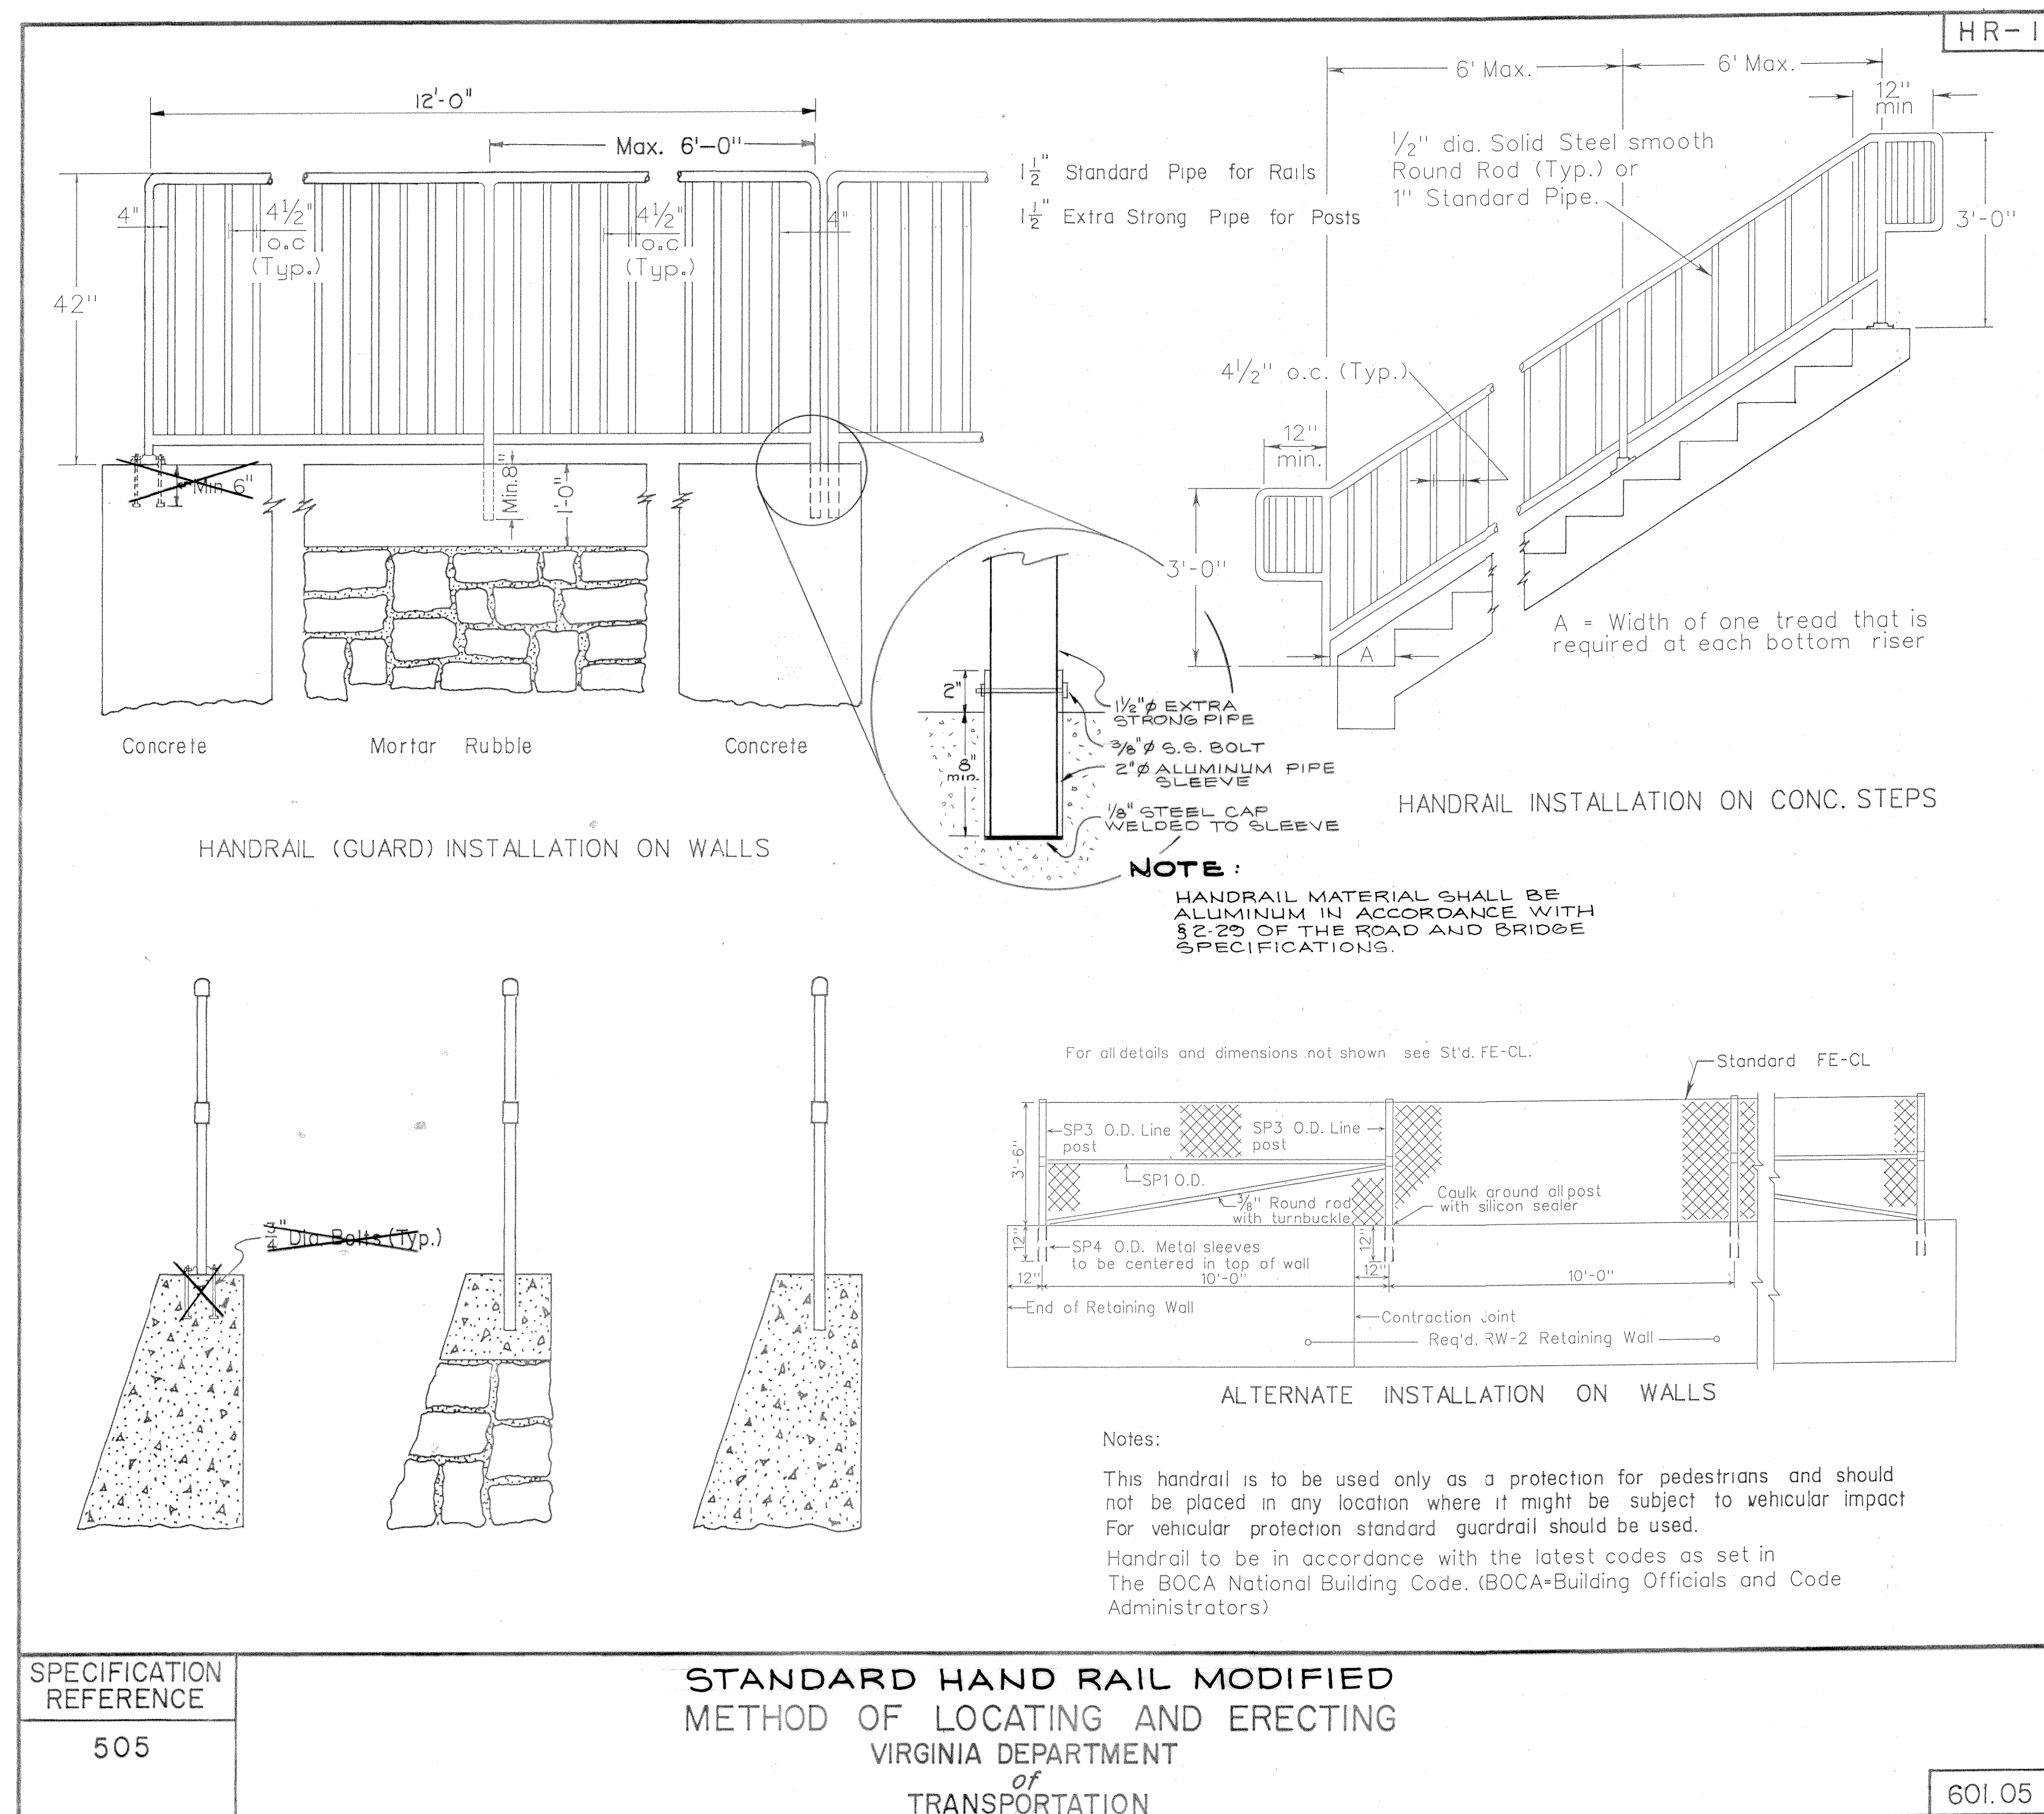 HR-1
12'-0"
Max. 6'-0"
4"
4½"
o.c
(Typ.)
4½"
o.c
(Typ.)
4"
42"
Min 6"
Min.8"
1'-0"
Concrete
Mortar Rubble
Concrete
HANDRAIL (GUARD) INSTALLATION ON WALLS
1½" Standard Pipe for Rails
1½" Extra Strong Pipe for Posts
6' Max.
6' Max.
12"
min
½" dia. Solid Steel smooth
Round Rod (Typ.) or
1" Standard Pipe.
3'-0"
4½" o.c. (Typ.)
12"
min.
3'-0"
A
A = Width of one tread that is
required at each bottom riser
HANDRAIL INSTALLATION ON CONC. STEPS
2"
8"
min.
1½"ø EXTRA
STRONG PIPE
⅜"ø S.S. BOLT
2"ø ALUMINUM PIPE
SLEEVE
⅛" STEEL CAP
WELDED TO SLEEVE
NOTE:
HANDRAIL MATERIAL SHALL BE
ALUMINUM IN ACCORDANCE WITH
§2-29 OF THE ROAD AND BRIDGE
SPECIFICATIONS.
¾" Dia Bolts (Typ.)
For all details and dimensions not shown see St'd. FE-CL.
Standard FE-CL
3'-6"
SP3 O.D. Line
post
SP3 O.D. Line
post
SP1 O.D.
⅜" Round rod
with turnbuckle
Caulk around all post
with silicon sealer
12"
SP4 O.D. Metal sleeves
to be centered in top of wall
12"
12"
10'-0"
12"
10'-0"
End of Retaining Wall
Contraction Joint
Req'd. RW-2 Retaining Wall
ALTERNATE INSTALLATION ON WALLS
Notes:
This handrail is to be used only as a protection for pedestrians and should
not be placed in any location where it might be subject to vehicular impact
For vehicular protection standard guardrail should be used.
Handrail to be in accordance with the latest codes as set in
The BOCA National Building Code. (BOCA=Building Officials and Code
Administrators)
SPECIFICATION
REFERENCE
505
STANDARD HAND RAIL MODIFIED
METHOD OF LOCATING AND ERECTING
VIRGINIA DEPARTMENT
of
TRANSPORTATION
601.05